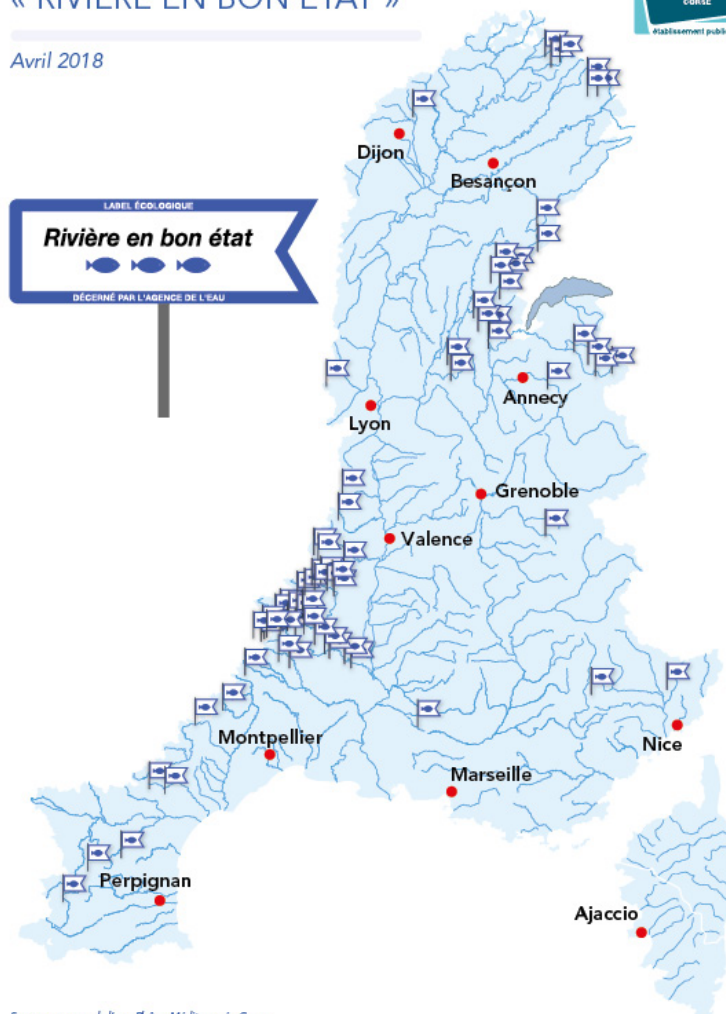 « RIVIÈRE EN BON ÉTAT »
CORSE
établissement public
Avril 2018
Dijon
Besançon
LABEL ÉCOLOGIQUE
Rivière en bon état
DÉCERNÉ PAR L'AGENCE DE L'EAU
Annecy
Lyon
Grenoble
Valence
Montpellier
Nice
Marseille
Perpignan
Ajaccio